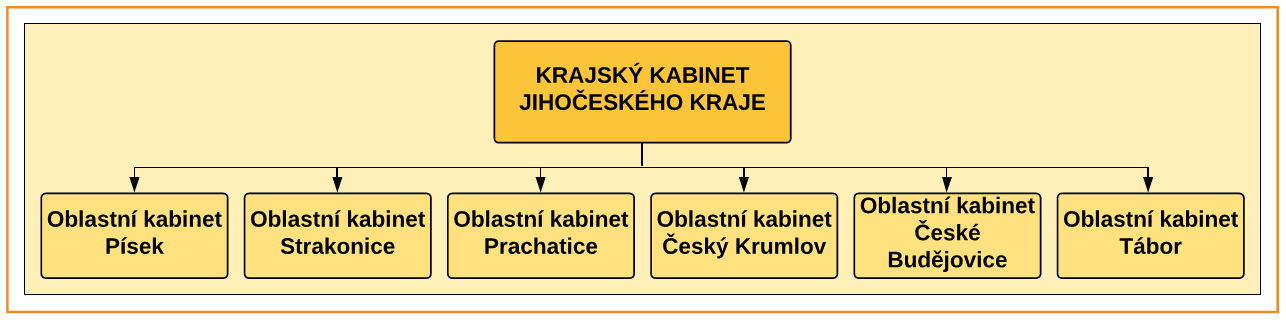 KRAJSKÝ KABINET
JIHOČESKÉHO KRAJE
Oblastní kabinet
Písek
Oblastní kabinet
Strakonice
Oblastní kabinet
Prachatice
Oblastní kabinet
Český Krumlov
Oblastní kabinet
České
Budějovice
Oblastní kabinet
Tábor